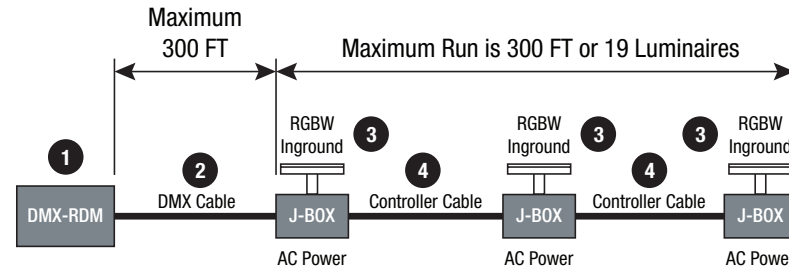 Maximum
300 FT
Maximum Run is 300 FT or 19 Luminaires
1
2
RGBW
Inground
3
4
RGBW
Inground
3
4
3
RGBW
Inground
DMX-RDM
DMX Cable
J-BOX
Controller Cable
J-BOX
Controller Cable
J-BOX
AC Power
AC Power
AC Power